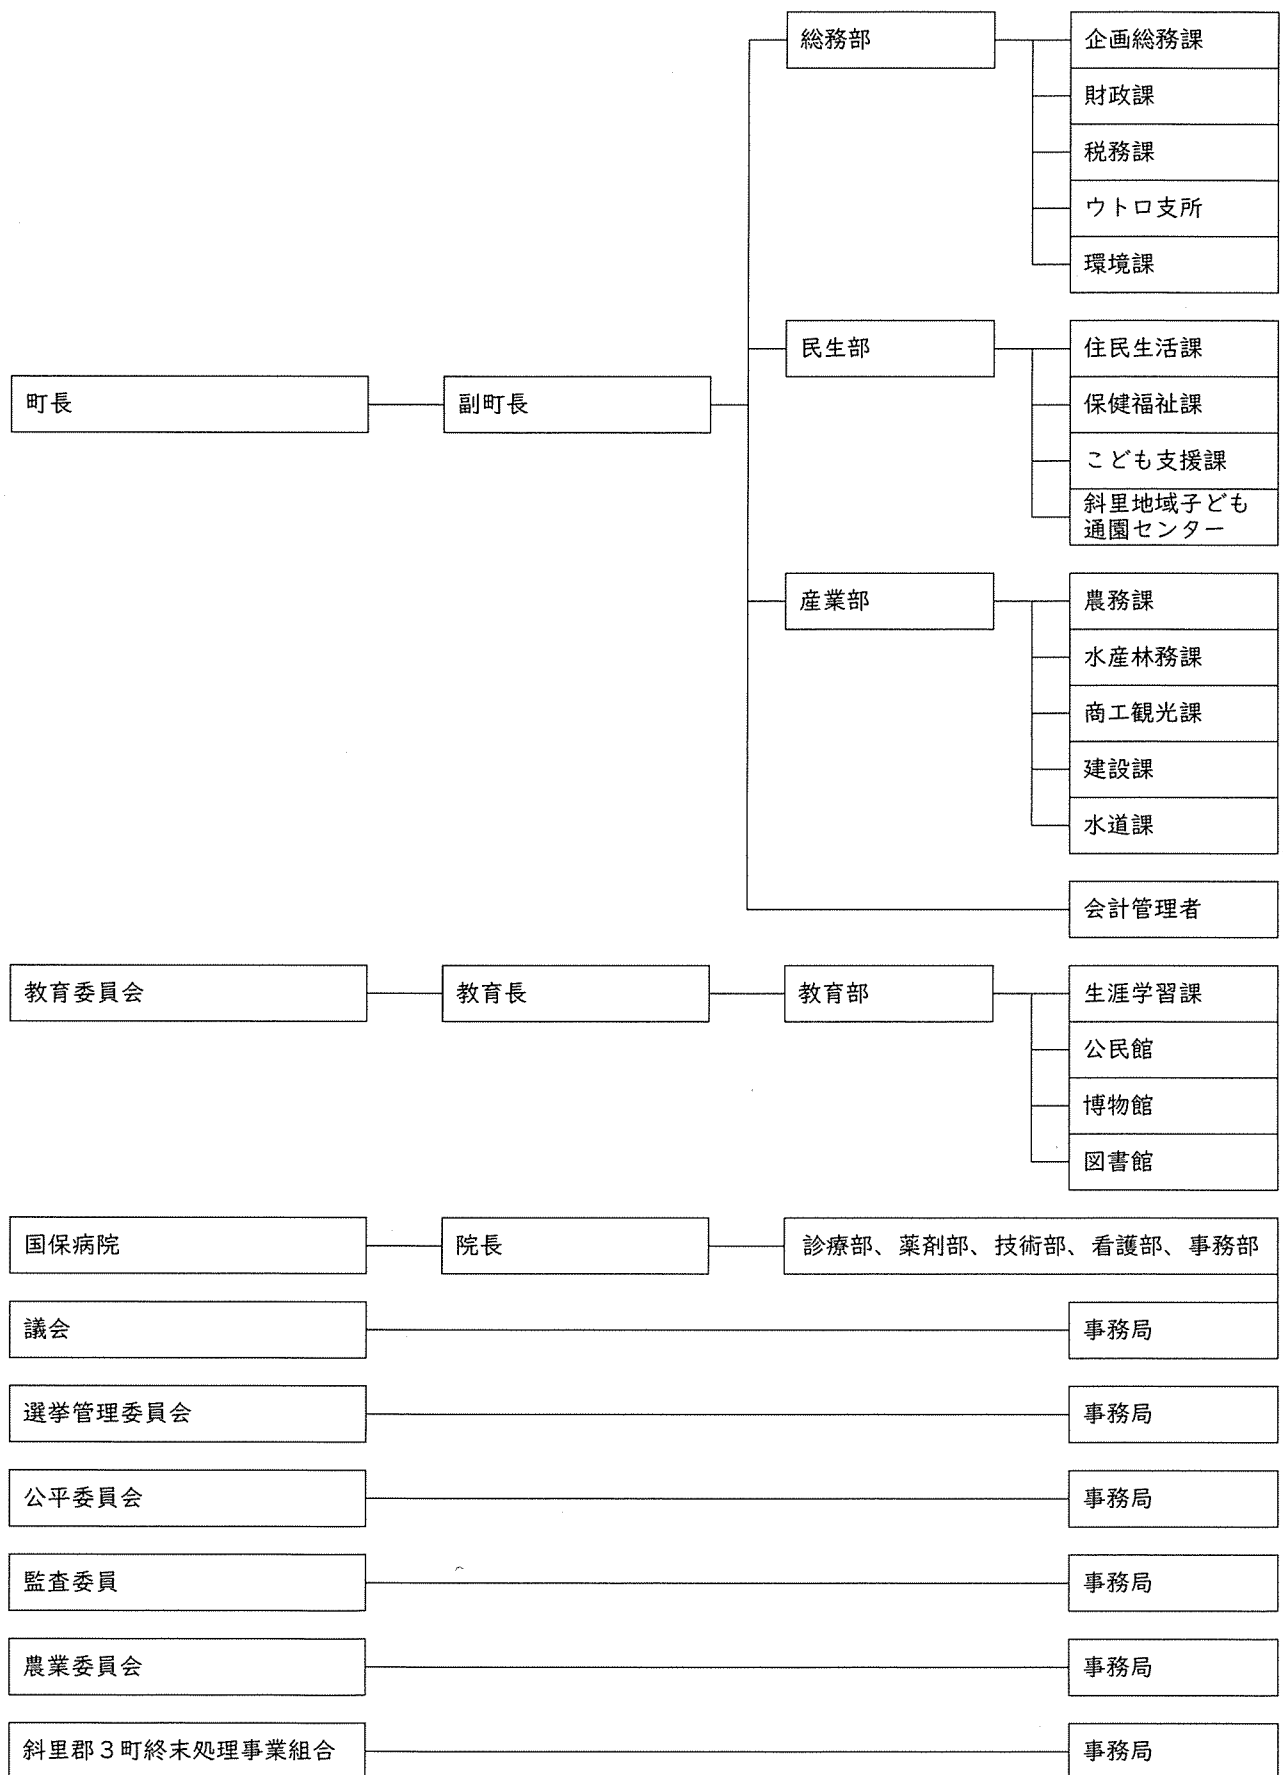 総務部
企画総務課
財政課
税務課
ウトロ支所
環境課
民生部
住民生活課
町長
副町長
保健福祉課
こども支援課
斜里地域子ども
通園センター
産業部
農務課
水産林務課
商工観光課
建設課
水道課
会計管理者
教育委員会
教育長
教育部
生涯学習課
公民館
博物館
図書館
国保病院
院長
診療部、薬剤部、技術部、看護部、事務部
議会
事務局
選挙管理委員会
事務局
公平委員会
事務局
監査委員
事務局
農業委員会
事務局
斜里郡3町終末処理事業組合
事務局